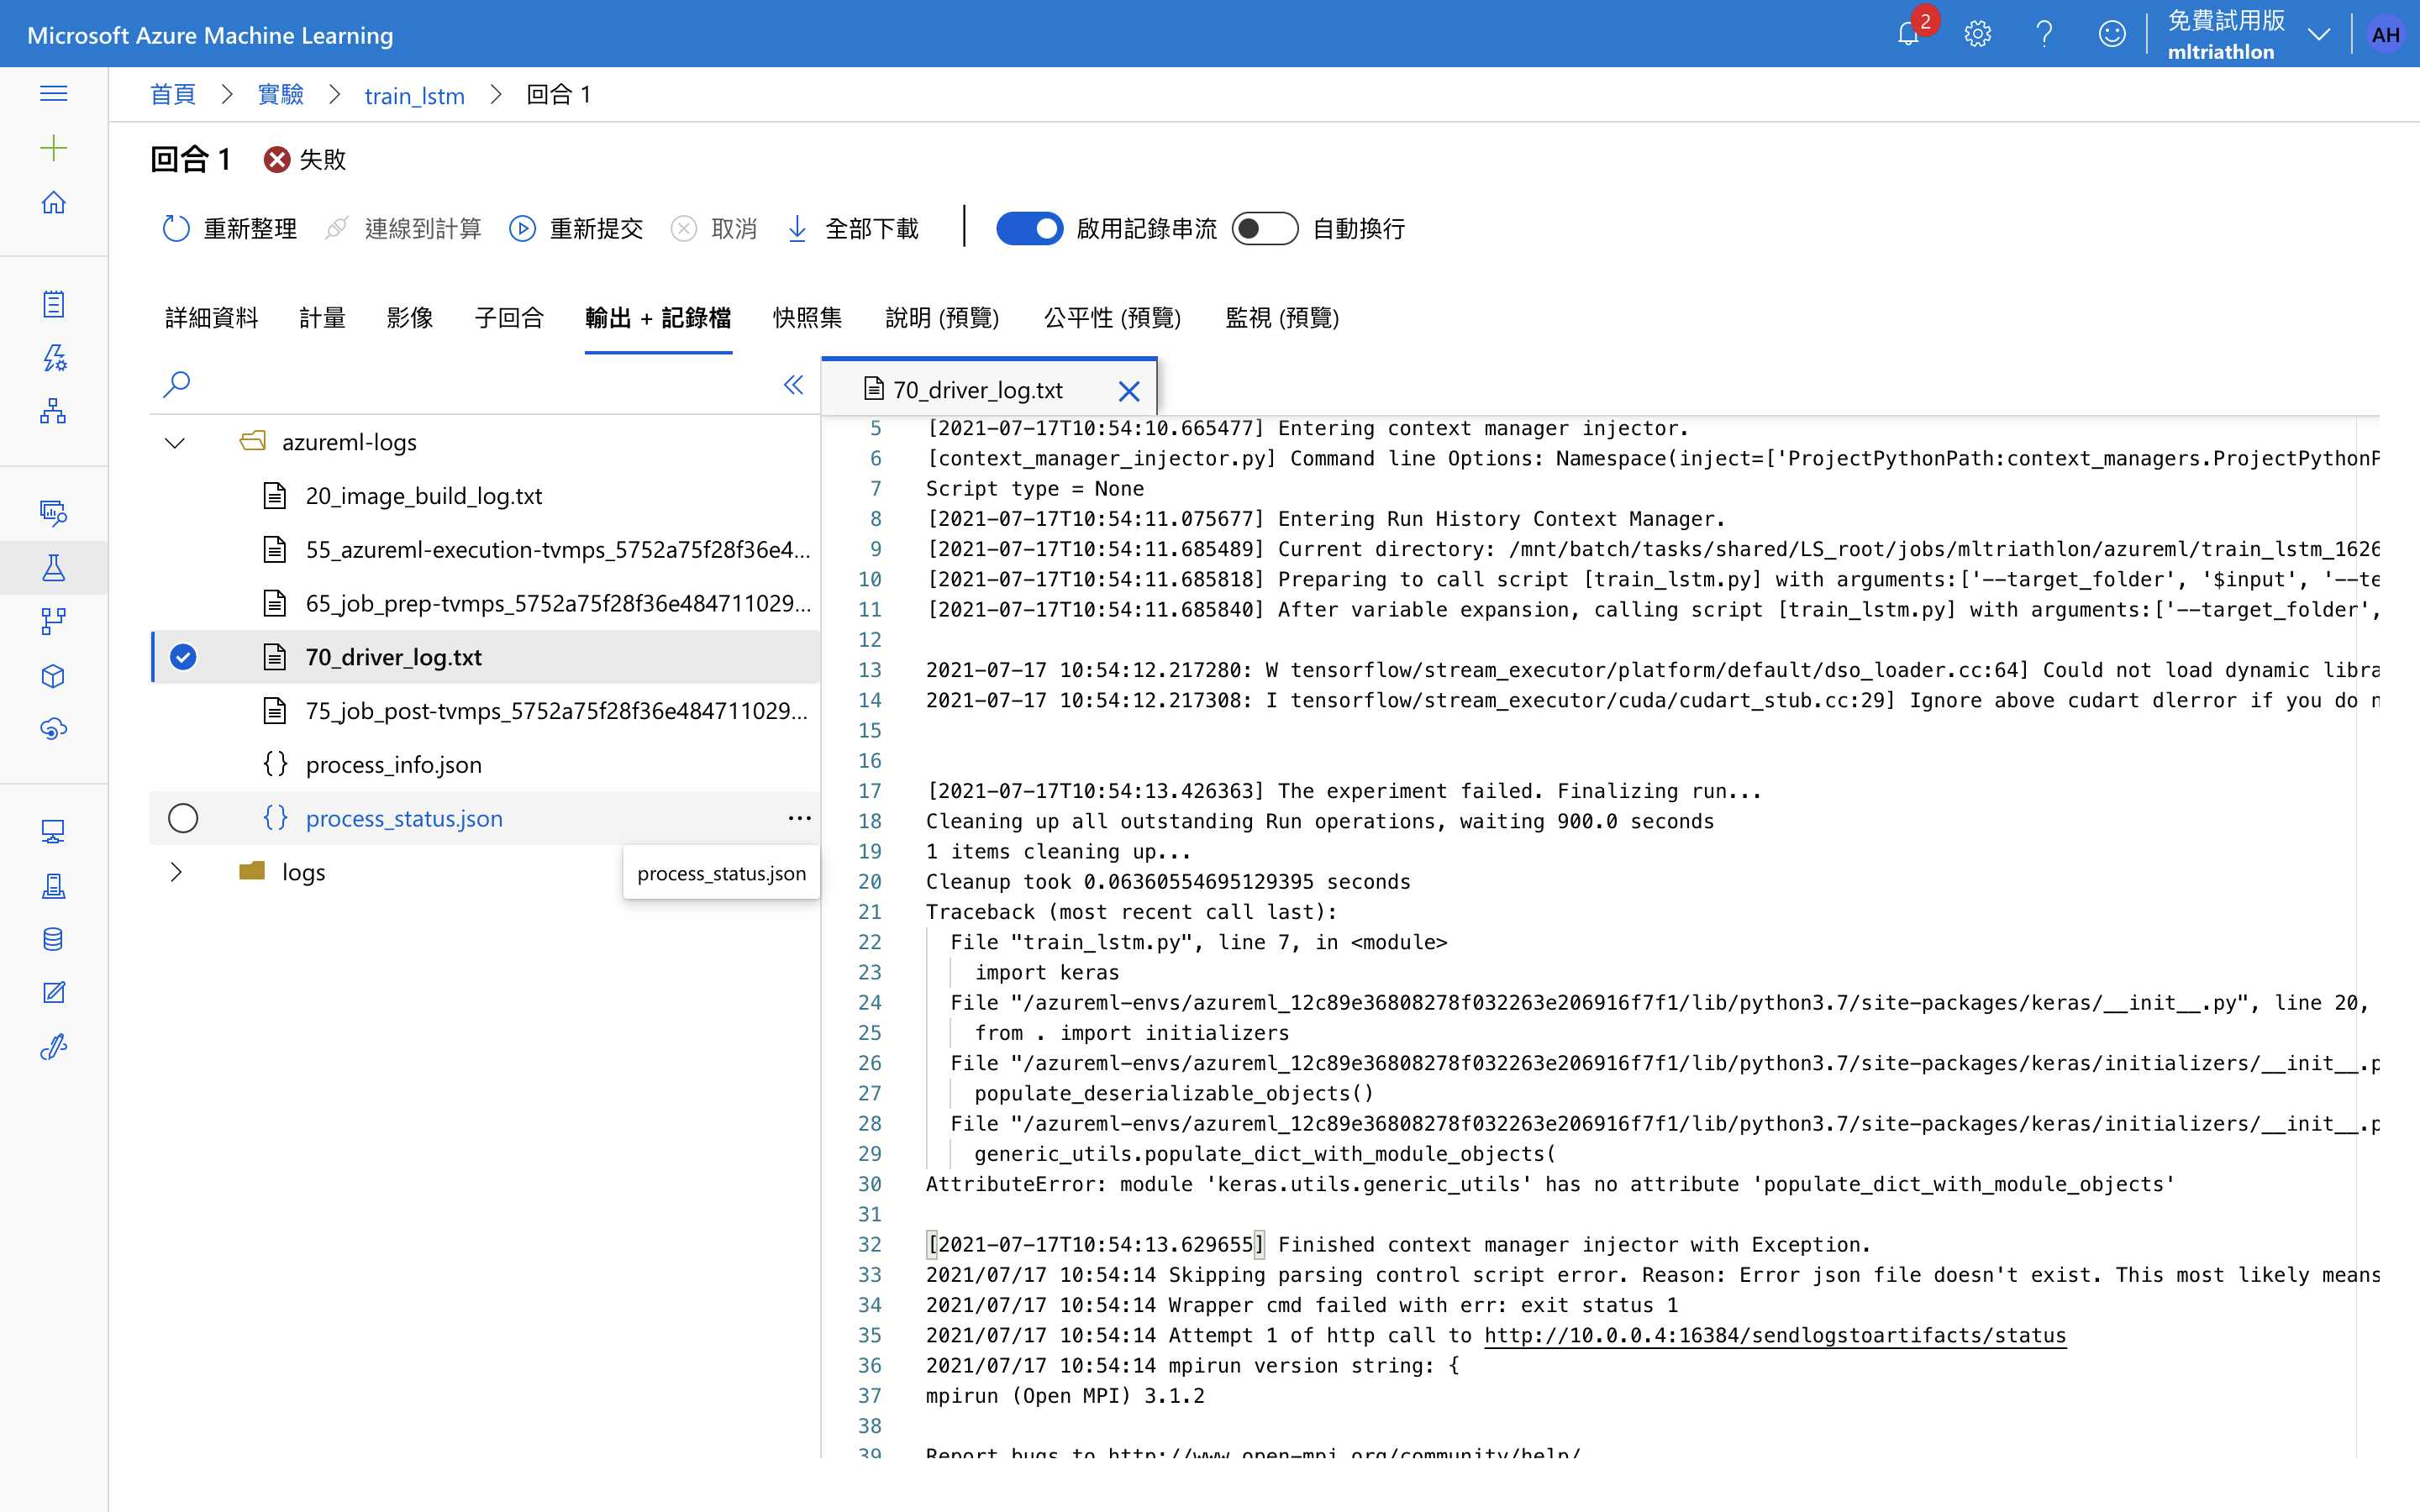 Microsoft Azure Machine Learning
2
免費試用版
mltriathlon
AH
首頁 > 實驗 > train_lstm > 回合 1
回合 1 失敗
重新整理 連線到計算 重新提交 取消 全部下載 啟用記錄串流 自動換行
詳細資料 計量 影像 子回合 輸出 + 記錄檔 快照集 說明 (預覽) 公平性 (預覽) 監視 (預覽)
azureml-logs
20_image_build_log.txt
55_azureml-execution-tvmps_5752a75f28f36e4...
65_job_prep-tvmps_5752a75f28f36e484711029...
70_driver_log.txt
75_job_post-tvmps_5752a75f28f36e484711029...
process_info.json
process_status.json
logs
process_status.json
70_driver_log.txt
5 [2021-07-17T10:54:10.665477] Entering context manager injector.
6 [context_manager_injector.py] Command line Options: Namespace(inject=['ProjectPythonPath:context_managers.ProjectPythonP
7 Script type = None
8 [2021-07-17T10:54:11.075677] Entering Run History Context Manager.
9 [2021-07-17T10:54:11.685489] Current directory: /mnt/batch/tasks/shared/LS_root/jobs/mltriathlon/azureml/train_lstm_1626
10 [2021-07-17T10:54:11.685818] Preparing to call script [train_lstm.py] with arguments:['--target_folder', '$input', '--te
11 [2021-07-17T10:54:11.685840] After variable expansion, calling script [train_lstm.py] with arguments:['--target_folder',
12
13 2021-07-17 10:54:12.217280: W tensorflow/stream_executor/platform/default/dso_loader.cc:64] Could not load dynamic libra
14 2021-07-17 10:54:12.217308: I tensorflow/stream_executor/cuda/cudart_stub.cc:29] Ignore above cudart dlerror if you do n
15
16
17 [2021-07-17T10:54:13.426363] The experiment failed. Finalizing run...
18 Cleaning up all outstanding Run operations, waiting 900.0 seconds
19 1 items cleaning up...
20 Cleanup took 0.06360554695129395 seconds
21 Traceback (most recent call last):
22 File "train_lstm.py", line 7, in <module>
23 import keras
24 File "/azureml-envs/azureml_12c89e36808278f032263e206916f7f1/lib/python3.7/site-packages/keras/__init__.py", line 20,
25 from . import initializers
26 File "/azureml-envs/azureml_12c89e36808278f032263e206916f7f1/lib/python3.7/site-packages/keras/initializers/__init__.p
27 populate_deserializable_objects()
28 File "/azureml-envs/azureml_12c89e36808278f032263e206916f7f1/lib/python3.7/site-packages/keras/initializers/__init__.p
29 generic_utils.populate_dict_with_module_objects(
30 AttributeError: module 'keras.utils.generic_utils' has no attribute 'populate_dict_with_module_objects'
31
32 [2021-07-17T10:54:13.629655] Finished context manager injector with Exception.
33 2021/07/17 10:54:14 Skipping parsing control script error. Reason: Error json file doesn't exist. This most likely means
34 2021/07/17 10:54:14 Wrapper cmd failed with err: exit status 1
35 2021/07/17 10:54:14 Attempt 1 of http call to http://10.0.0.4:16384/sendlogstoartifacts/status
36 2021/07/17 10:54:14 mpirun version string: {
37 mpirun (Open MPI) 3.1.2
38
39 Report bugs to http://www.open-mpi.org/community/help/